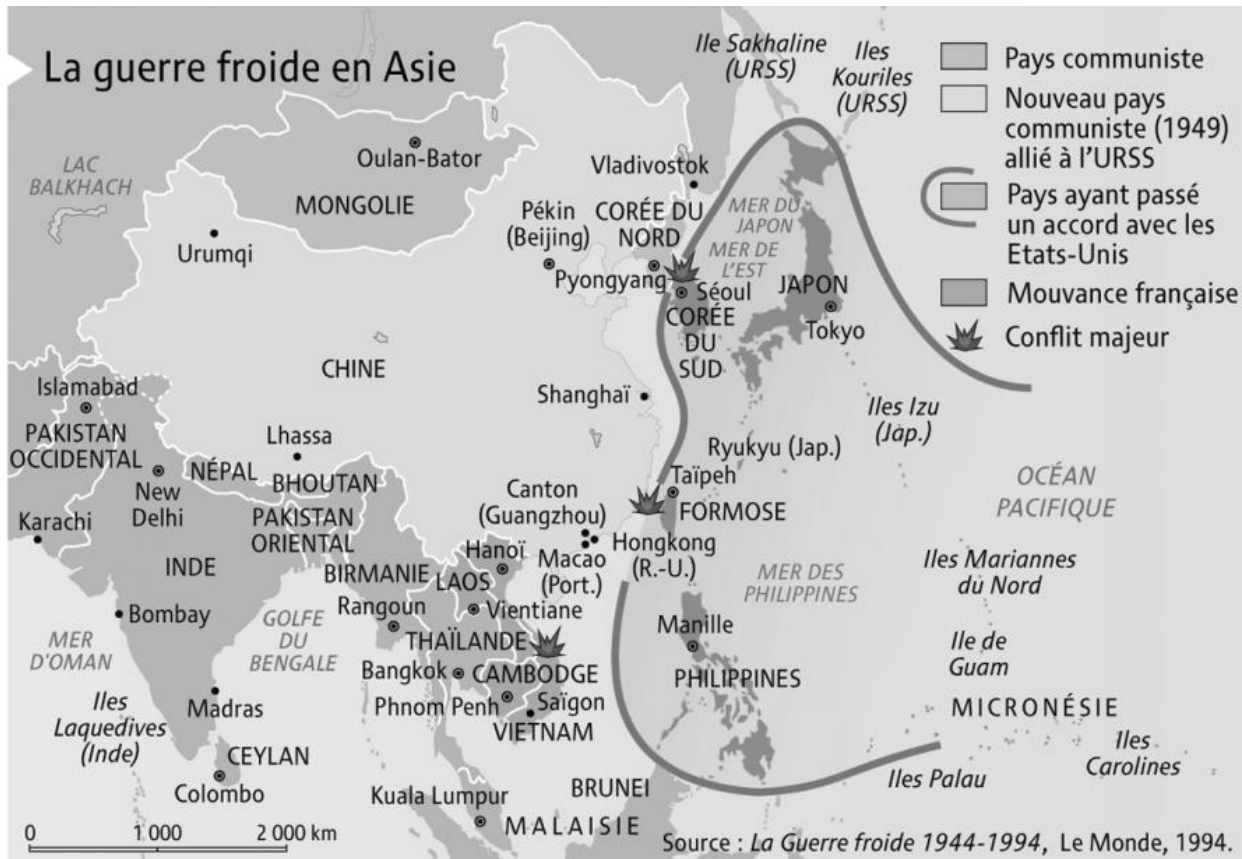 La guerre froide en Asie
Ile Sakhaline
(URSS)
Iles
Kouriles
(URSS)
Pays communiste
Nouveau pays
communiste (1949)
allié à l'URSS
Pays ayant passé
un accord avec les
Etats-Unis
Mouvance française
Conflit majeur
LAC
BALKHACH
Oulan-Bator
MONGOLIE
Vladivostok
Urumqi
Pékin
(Beijing)
CORÉE DU
NORD
MER DU
JAPON
MER DE
L'EST
Pyongyang
Séoul
CORÉE
DU
SUD
JAPON
Tokyo
CHINE
Shanghaï
Islamabad
PAKISTAN
OCCIDENTAL
Lhassa
NÉPAL
BHOUTAN
New
Delhi
Karachi
PAKISTAN
ORIENTAL
INDE
Iles Izu
(Jap.)
Ryukyu (Jap.)
Taïpeh
FORMOSE
OCÉAN
PACIFIQUE
Canton
(Guangzhou)
Macao
(Port.)
Hongkong
(R.-U.)
Hanoï
BIRMANIE
LAOS
Rangoun
Vientiane
THAÏLANDE
Bangkok
CAMBODGE
Phnom Penh
Saïgon
VIETNAM
Bombay
GOLFE
DU
BENGALE
MER
D'OMAN
Madras
Iles
Laquedives
(Inde)
CEYLAN
Colombo
MER DES
PHILIPPINES
Iles Mariannes
du Nord
Manille
PHILIPPINES
Ile de
Guam
MICRONÉSIE
Iles
Carolines
Iles Palau
BRUNEI
Kuala Lumpur
MALAISIE
0 1 000 2 000 km
Source : La Guerre froide 1944-1994, Le Monde, 1994.